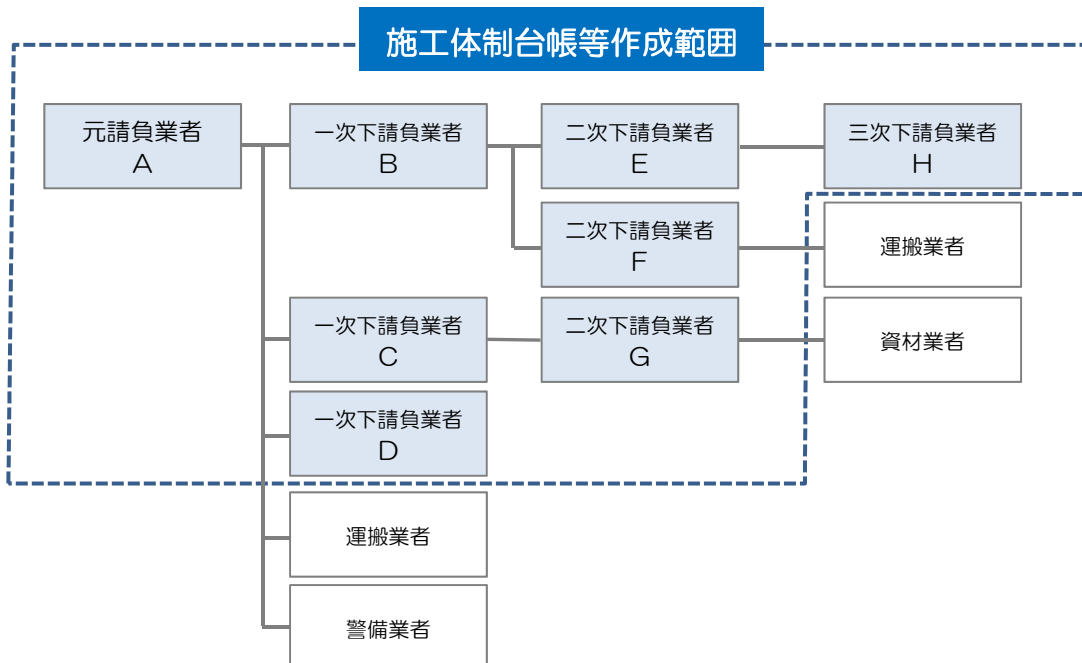 施工体制台帳等作成範囲
元請負業者
A
一次下請負業者
B
二次下請負業者
E
三次下請負業者
H
二次下請負業者
F
運搬業者
一次下請負業者
C
二次下請負業者
G
資材業者
一次下請負業者
D
運搬業者
警備業者